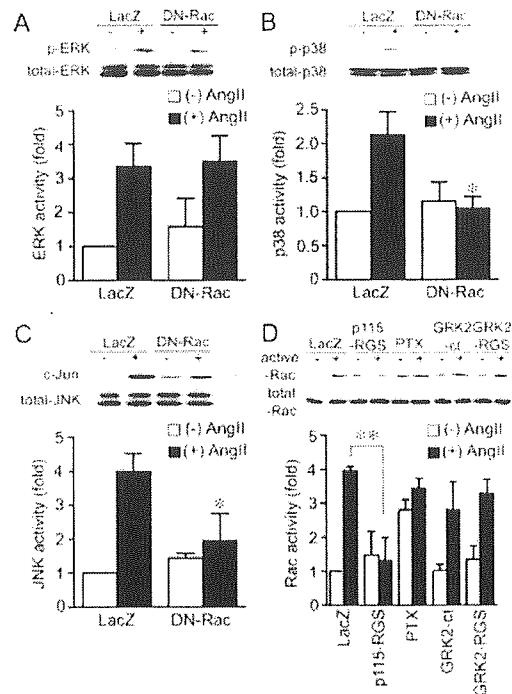 A
LacZ DN-Rac
- + - +
p-ERK
total-ERK
(-) AngII
(+) AngII
ERK activity (fold)
5
4
3
2
1
0
LacZ DN-Rac
B
LacZ DN-Rac
- + - +
p-p38
total-p38
(-) AngII
(+) AngII
p38 activity (fold)
2.5
2.0
1.5
1.0
0.5
0
*
LacZ DN-Rac
C
LacZ DN-Rac
- + - +
c-Jun
total-JNK
(-) AngII
(+) AngII
JNK activity (fold)
5
4
3
2
1
0
*
LacZ DN-Rac
D
LacZ p115-RGS PTX GRK2-ct GRK2-RGS
- + - + - + - + - +
active-Rac
total-Rac
(-) AngII
(+) AngII
Rac activity (fold)
5
4
3
2
1
0
**
LacZ
p115-RGS
PTX
GRK2-ct
GRK2-RGS